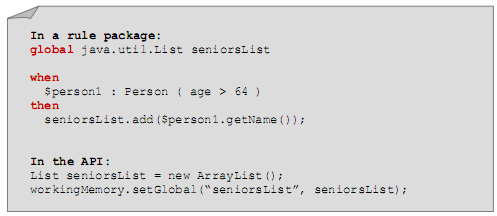 In a rule package:
global java.util.List seniorsList
when
$person1 : Person ( age > 64 )
then
seniorsList.add($person1.getName());
In the API:
List seniorsList = new ArrayList();
workingMemory.setGlobal(“seniorsList”, seniorsList);